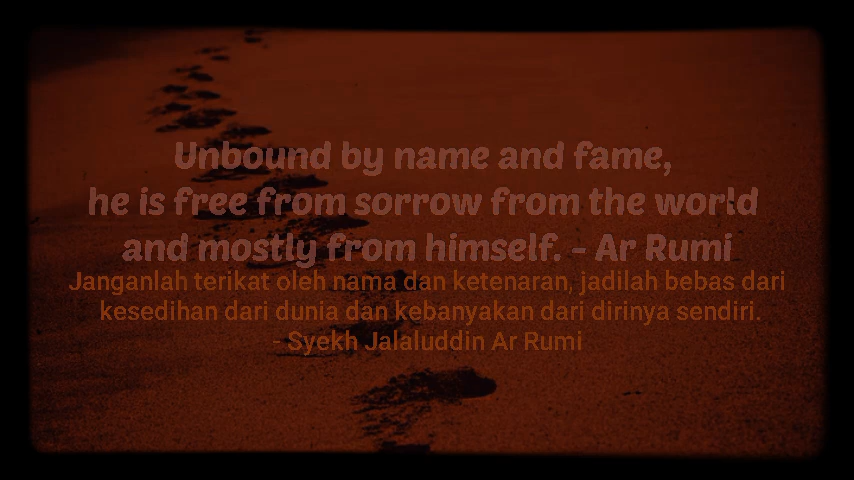 Unbound by name and fame,
he is free from sorrow from the world
and mostly from himself. - Ar Rumi
Janganlah terikat oleh nama dan ketenaran, jadilah bebas dari
kesedihan dari dunia dan kebanyakan dari dirinya sendiri.
- Syekh Jalaluddin Ar Rumi